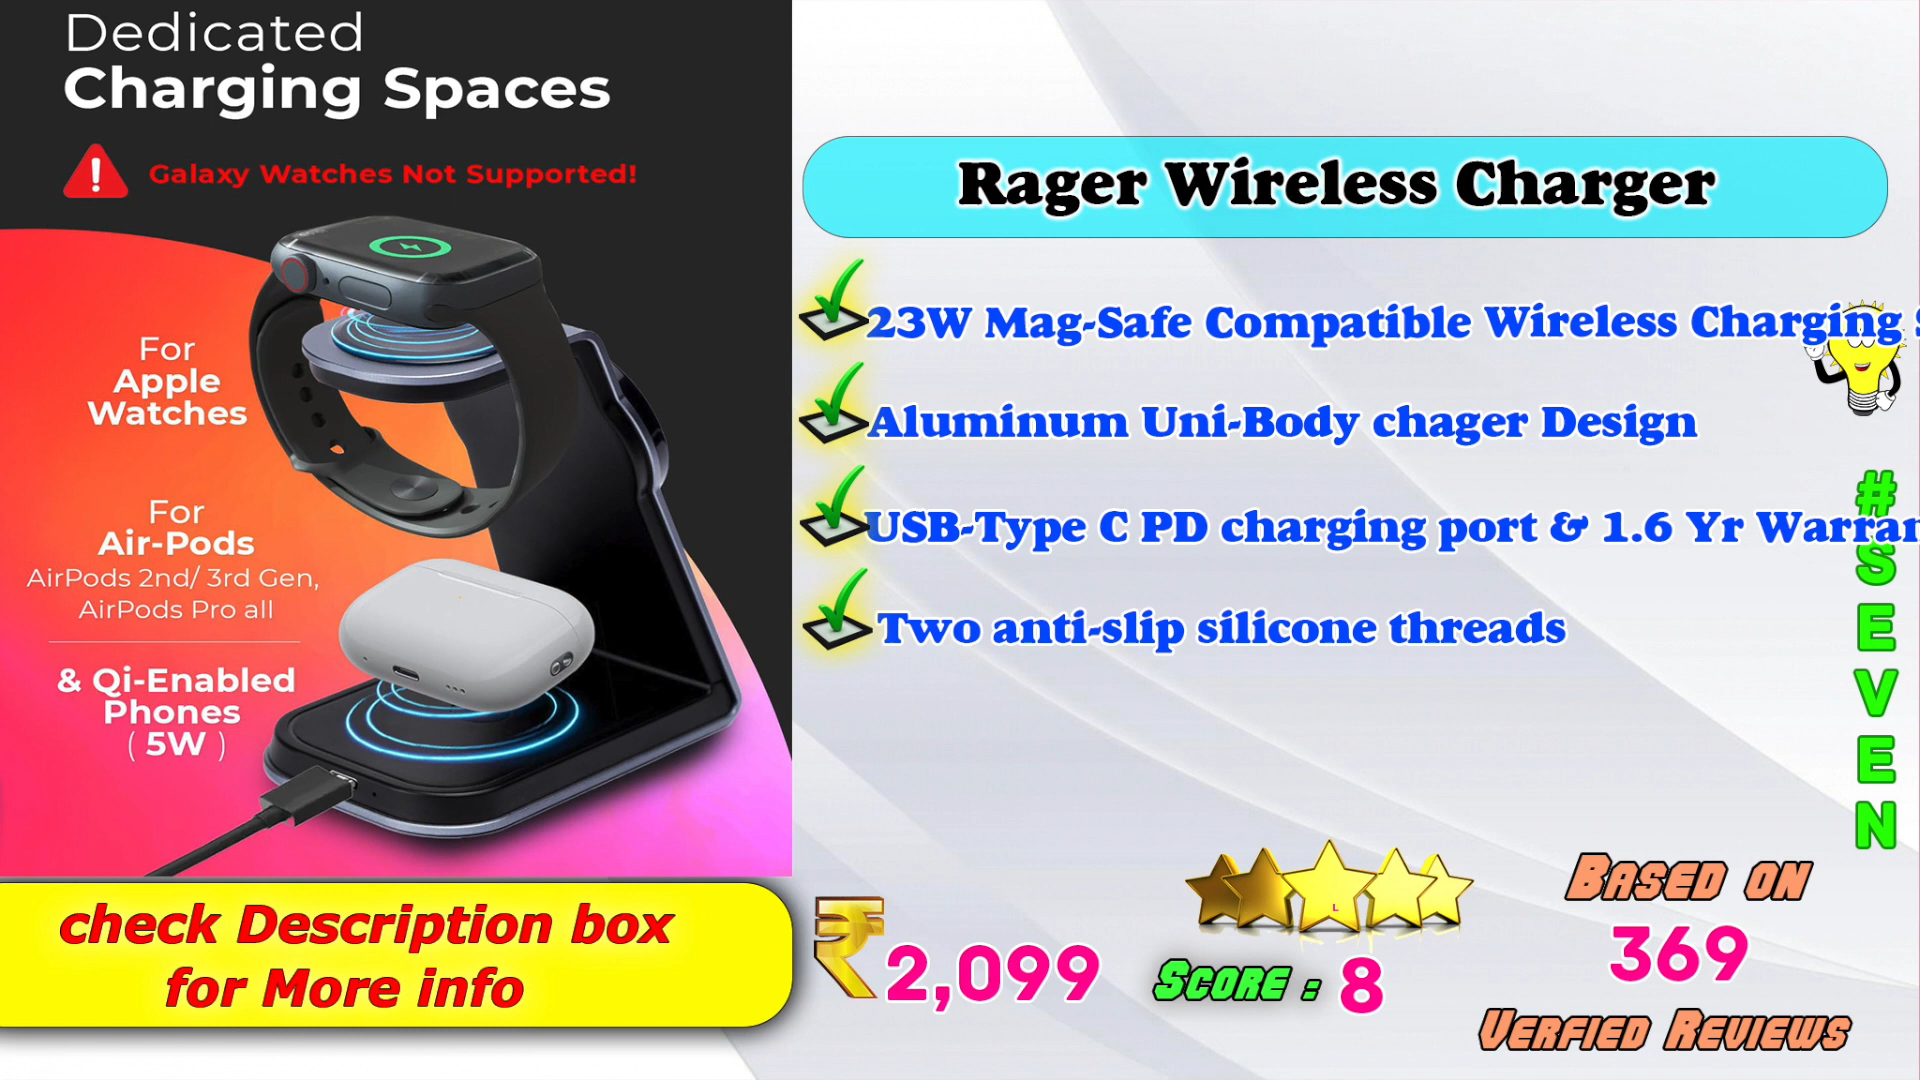 Dedicated
Charging Spaces
Galaxy Watches Not Supported!
For
Apple
Watches
For
Air-Pods
AirPods 2nd/ 3rd Gen,
AirPods Pro all
& Qi-Enabled
Phones
( 5W )
check Description box
for More info
Rager Wireless Charger
23W Mag-Safe Compatible Wireless Charging
Aluminum Uni-Body chager Design
USB-Type C PD charging port & 1.6 Yr Warran
Two anti-slip silicone threads
#SEVEN
₹2,099
Score : 8
Based on
369
Verfied Reviews